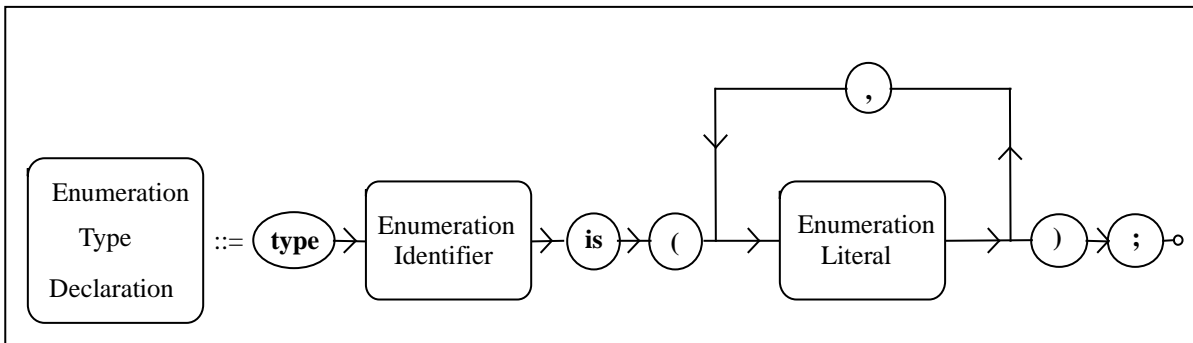 ,
Enumeration
Type
Declaration
::=
type
Enumeration
Identifier
is
(
Enumeration
Literal
)
;